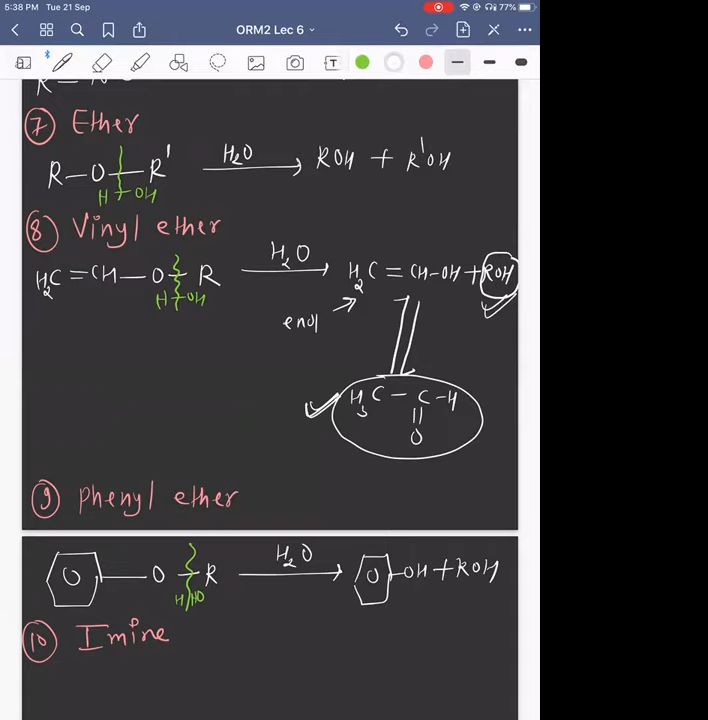 5:38 PM Tue 21 Sep 77%
ORM2 Lec 6
7 Ether
R—O—R' H2O ROH + R'OH
H OH
8 Vinyl ether
H2C=CH—O—R H2O H2C=CH-OH+ROH
H OH
enol
H3C—C-H
O
9 Phenyl ether
O—R H2O OH+ROH
H HO
10 Imine